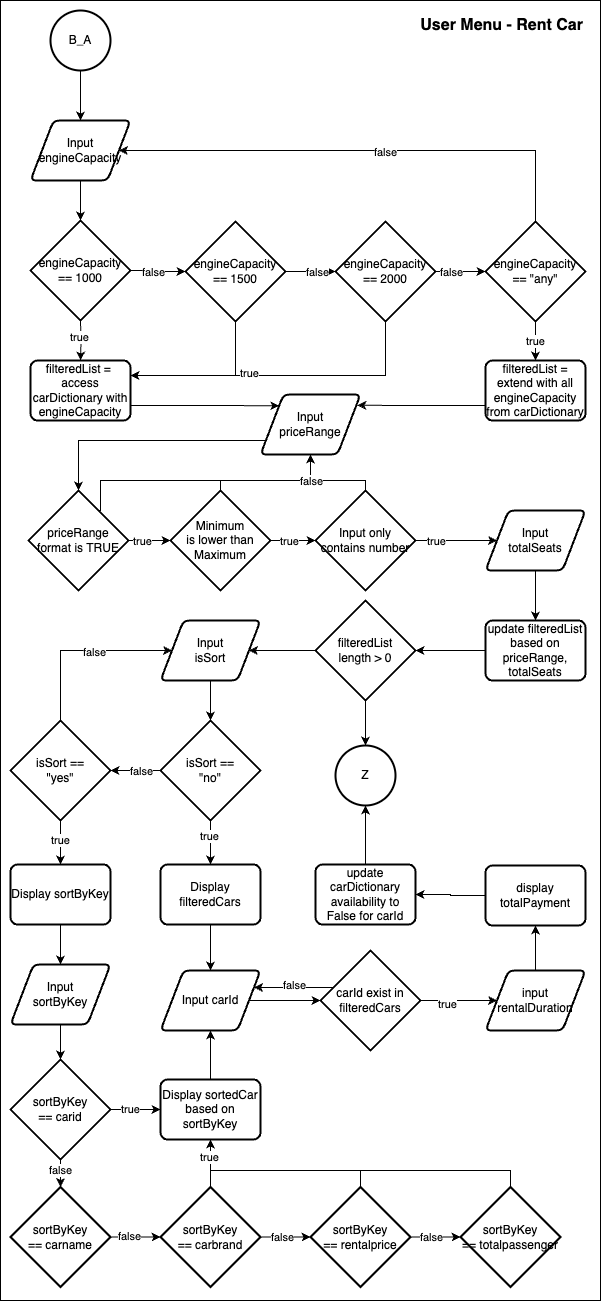 User Menu - Rent Car
B_A
Input
engineCapacity
false
engineCapacity
== 1000
false
engineCapacity
== 1500
false
engineCapacity
== 2000
false
engineCapacity
== "any"
true
true
true
filteredList =
access
carDictionary with
engineCapacity
filteredList =
extend with all
engineCapacity
from carDictionary
Input
priceRange
false
priceRange
format is TRUE
true
Minimum
is lower than
Maximum
true
Input only
contains number
true
Input
totalSeats
update filteredList
based on
priceRange,
totalSeats
filteredList
length > 0
Input
isSort
false
isSort ==
"yes"
false
isSort ==
"no"
Z
true
true
Display sortByKey
Display
filteredCars
update
carDictionary
availability to
False for carId
display
totalPayment
Input
sortByKey
Input carId
false
carId exist in
filteredCars
true
input
rentalDuration
sortByKey
== carid
true
Display sortedCar
based on
sortByKey
false
true
sortByKey
== carname
false
sortByKey
== carbrand
false
sortByKey
== rentalprice
false
sortByKey
== totalpassenger